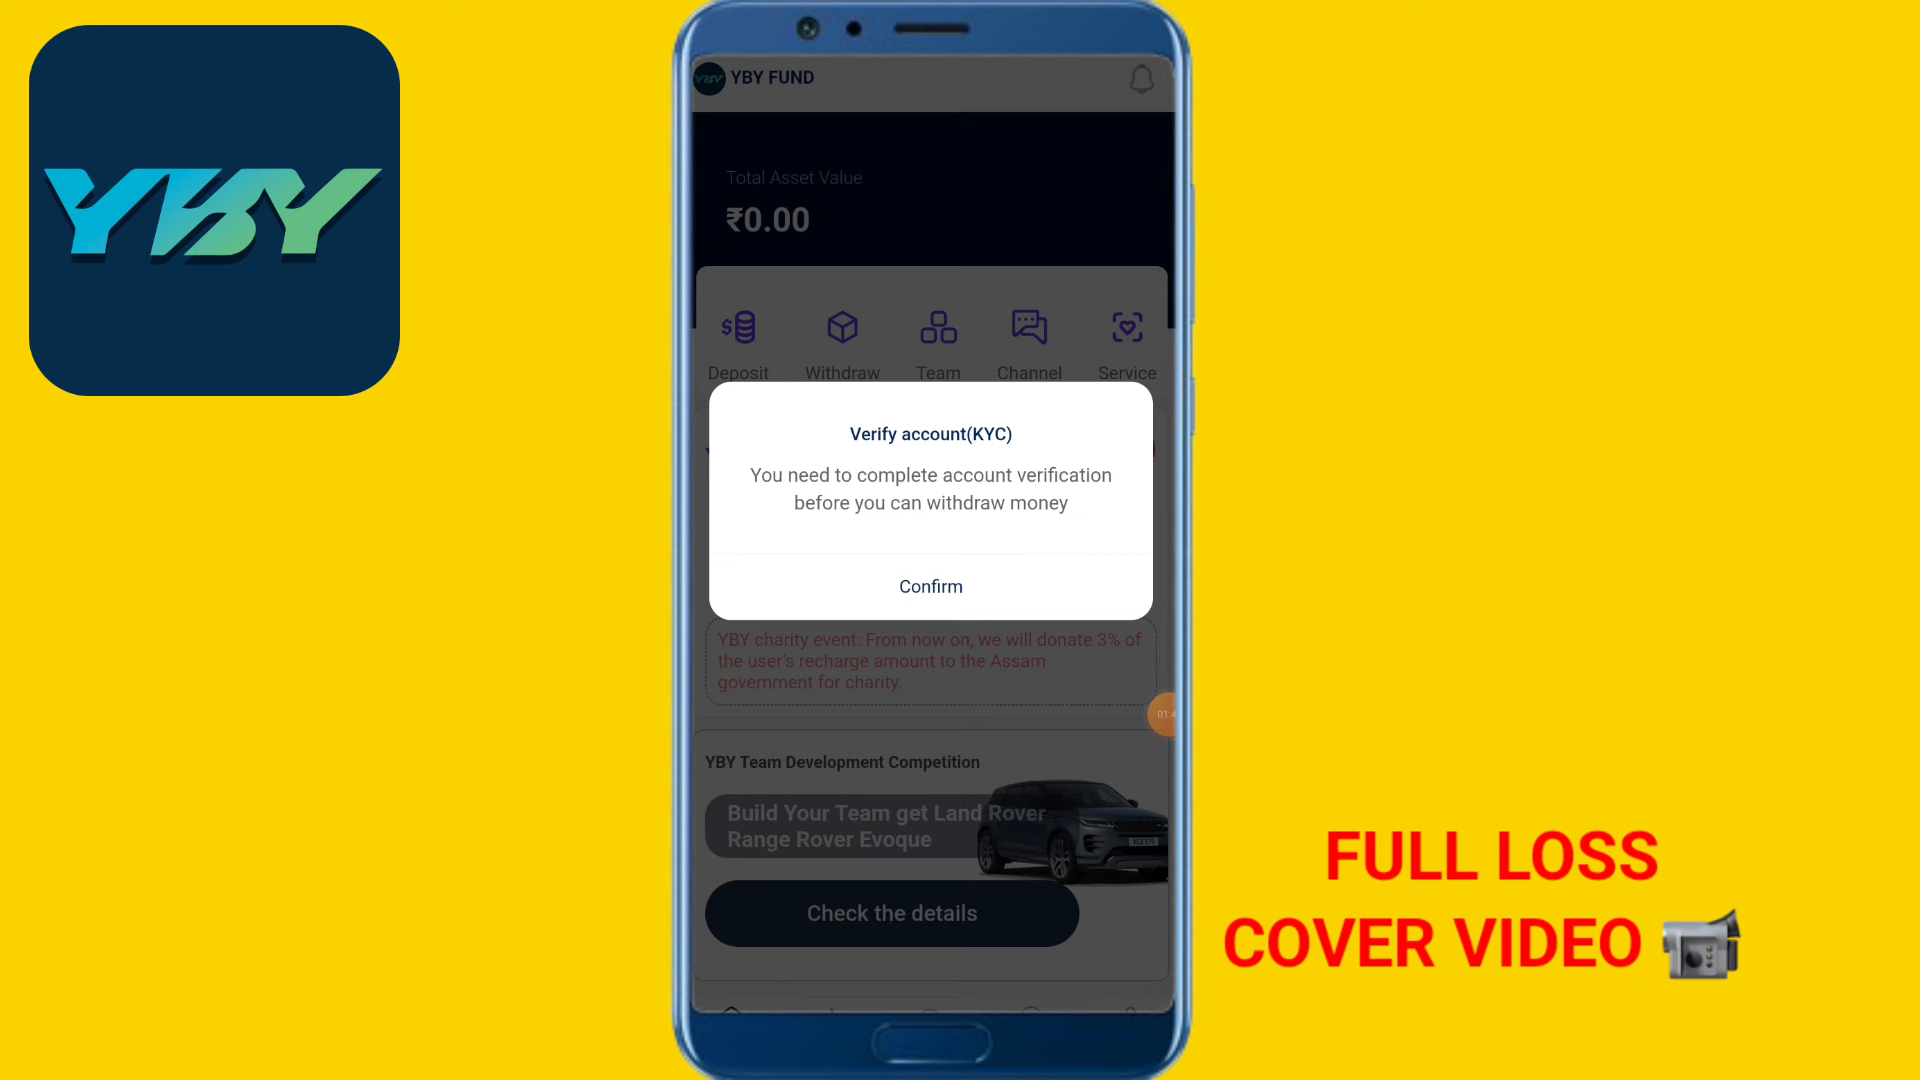 YBY
YBY FUND
Total Asset Value
₹0.00
Deposit Withdraw Team Channel Service
Verify account(KYC)
You need to complete account verification
before you can withdraw money
Confirm
YBY charity event: From now on, we will donate 3% of
the user's recharge amount to the Assam
government for charity.
01:4
YBY Team Development Competition
Build Your Team get Land Rover
Range Rover Evoque
Check the details
FULL LOSS
COVER VIDEO